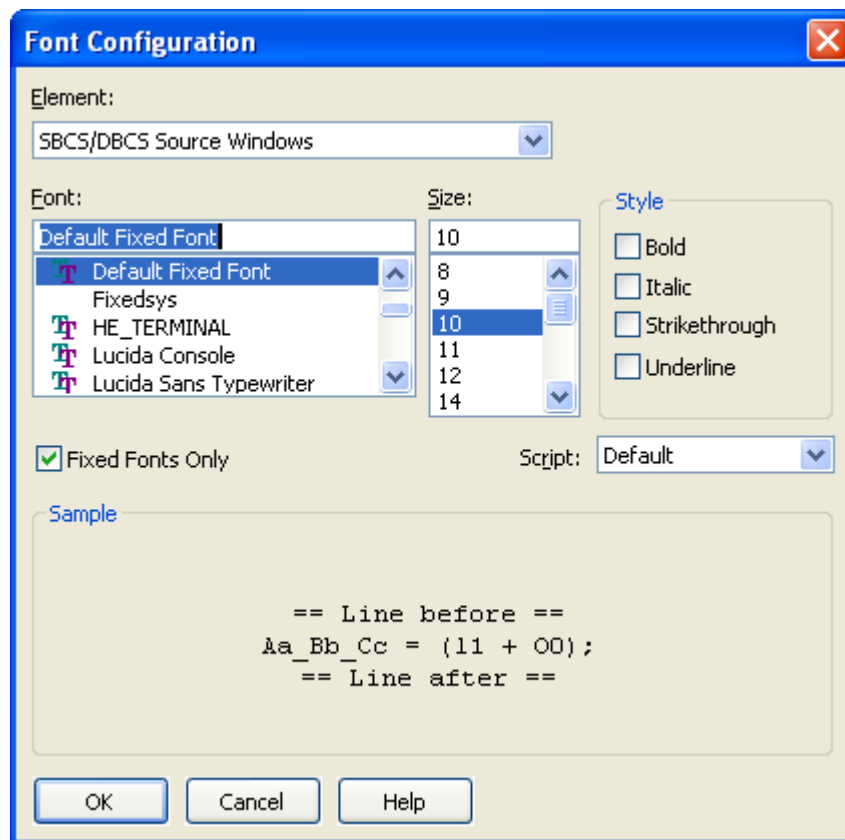 Font Configuration
Element:
SBCS/DBCS Source Windows
Font:
Default Fixed Font
Default Fixed Font
Fixedsys
HE_TERMINAL
Lucida Console
Lucida Sans Typewriter
Size:
10
8
9
10
11
12
14
Style
Bold
Italic
Strikethrough
Underline
Fixed Fonts Only
Script:
Default
Sample
== Line before ==
Aa_Bb_Cc = (l1 + O0);
== Line after ==
OK
Cancel
Help